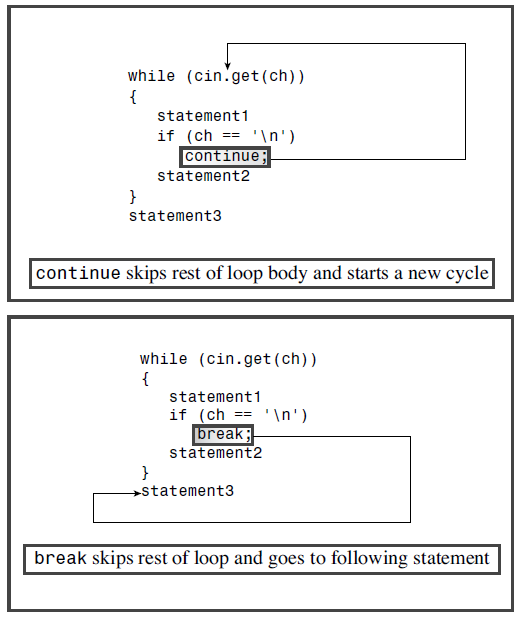 while (cin.get(ch))
{
   statement1
   if (ch == '\n')
      continue;
   statement2
}
statement3
continue skips rest of loop body and starts a new cycle
while (cin.get(ch))
{
   statement1
   if (ch == '\n')
      break;
   statement2
}
statement3
break skips rest of loop and goes to following statement